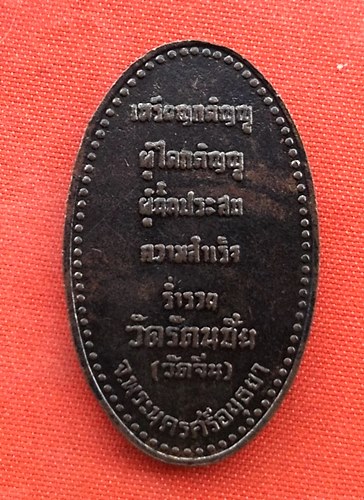 เหรียญกตัญญู
ผู้ใดกตัญญู
ผู้นั้นประสบ
ความสำเร็จ
ร่ำรวย
วัดรัตนชัย
(วัดจีน)
จ.พระนครศรีอยุธยา